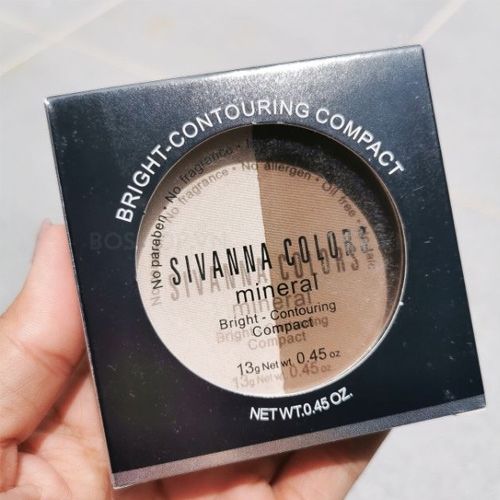 BRIGHT-CONTOURING COMPACT
No paraben • No fragrance •
No allergen • Oil free •
SIVANNA COLORS
mineral
Bright - Contouring
Compact
13g Net wt. 0.45 oz
NET WT.0.45 OZ.